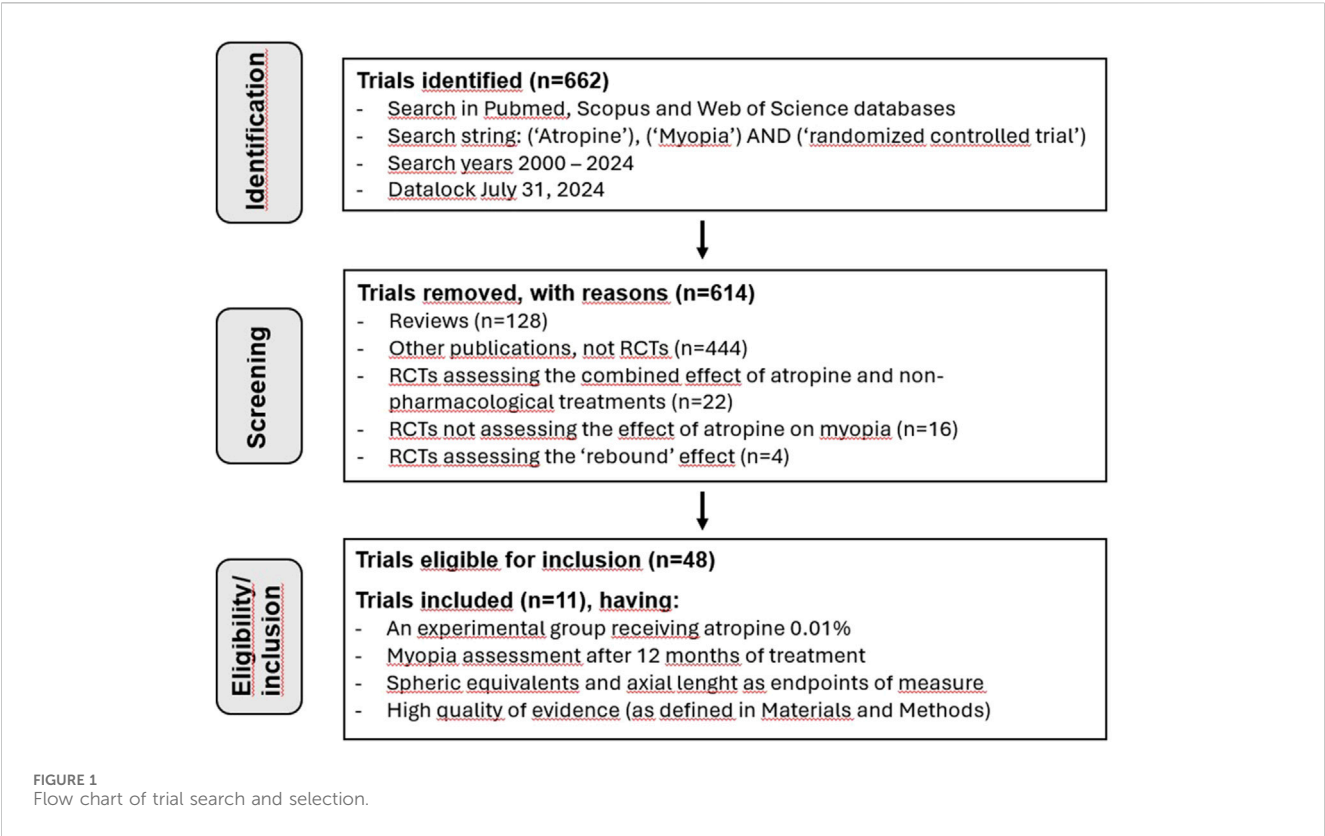 Identification
Trials identified (n=662)
- Search in Pubmed, Scopus and Web of Science databases
- Search string: (‘Atropine’), (‘Myopia’) AND (‘randomized controlled trial’)
- Search years 2000 – 2024
- Datalock July 31, 2024
Screening
Trials removed, with reasons (n=614)
- Reviews (n=128)
- Other publications, not RCTs (n=444)
- RCTs assessing the combined effect of atropine and non-
pharmacological treatments (n=22)
- RCTs not assessing the effect of atropine on myopia (n=16)
- RCTs assessing the ‘rebound’ effect (n=4)
Eligibility/
inclusion
Trials eligible for inclusion (n=48)
Trials included (n=11), having:
- An experimental group receiving atropine 0.01%
- Myopia assessment after 12 months of treatment
- Spheric equivalents and axial lenght as endpoints of measure
- High quality of evidence (as defined in Materials and Methods)
FIGURE 1
Flow chart of trial search and selection.